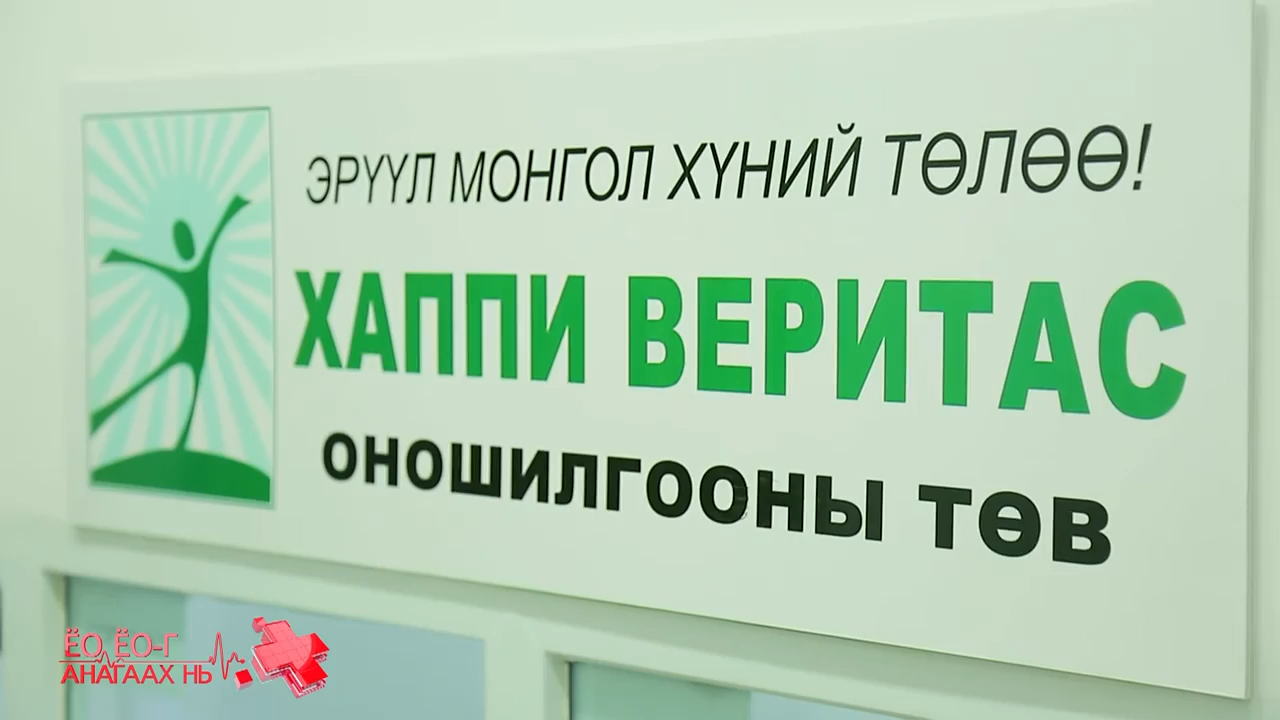 ЭРҮҮЛ МОНГОЛ ХҮНИЙ ТӨЛӨӨ!
ХАППИ ВЕРИТАС
ОНОШИЛГООНЫ ТӨВ
ЁО ЁО-Г
АНАГААХ НЬ